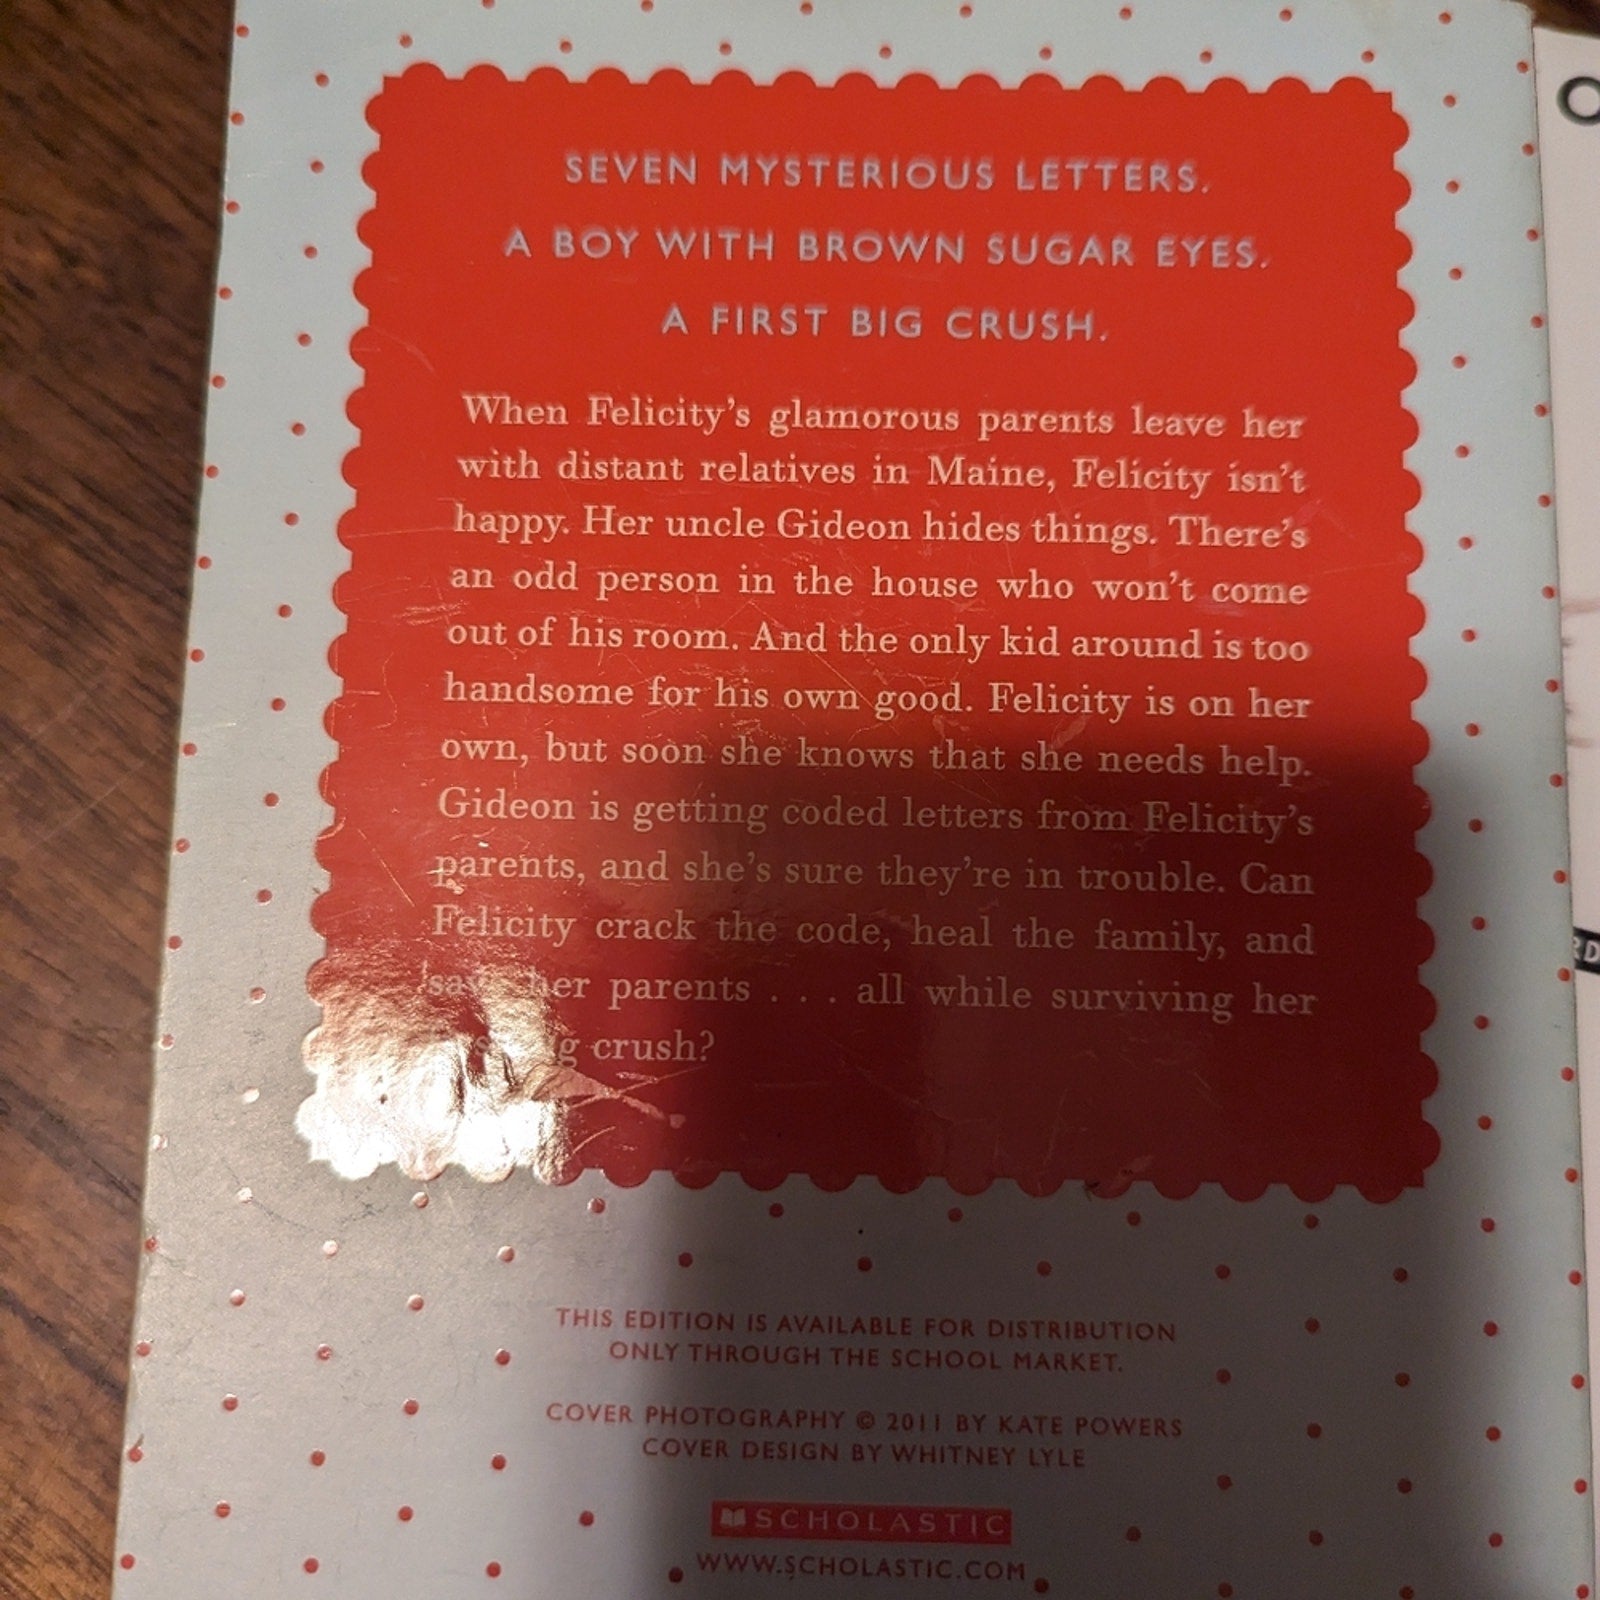 SEVEN MYSTERIOUS LETTERS.
A BOY WITH BROWN SUGAR EYES.
A FIRST BIG CRUSH.
When Felicity's glamorous parents leave her
with distant relatives in Maine, Felicity isn't
happy. Her uncle Gideon hides things. There's
an odd person in the house who won't come
out of his room. And the only kid around is too
handsome for his own good. Felicity is on her
own, but soon she knows that she needs help.
Gideon is getting coded letters from Felicity's
parents, and she's sure they're in trouble. Can
Felicity crack the code, heal the family, and
her parents . . . all while surviving her
crush?
THIS EDITION IS AVAILABLE FOR DISTRIBUTION
ONLY THROUGH THE SCHOOL MARKET.
COVER PHOTOGRAPHY © 2011 BY KATE POWERS
COVER DESIGN BY WHITNEY LYLE
SCHOLASTIC
WWW.SCHOLASTIC.COM